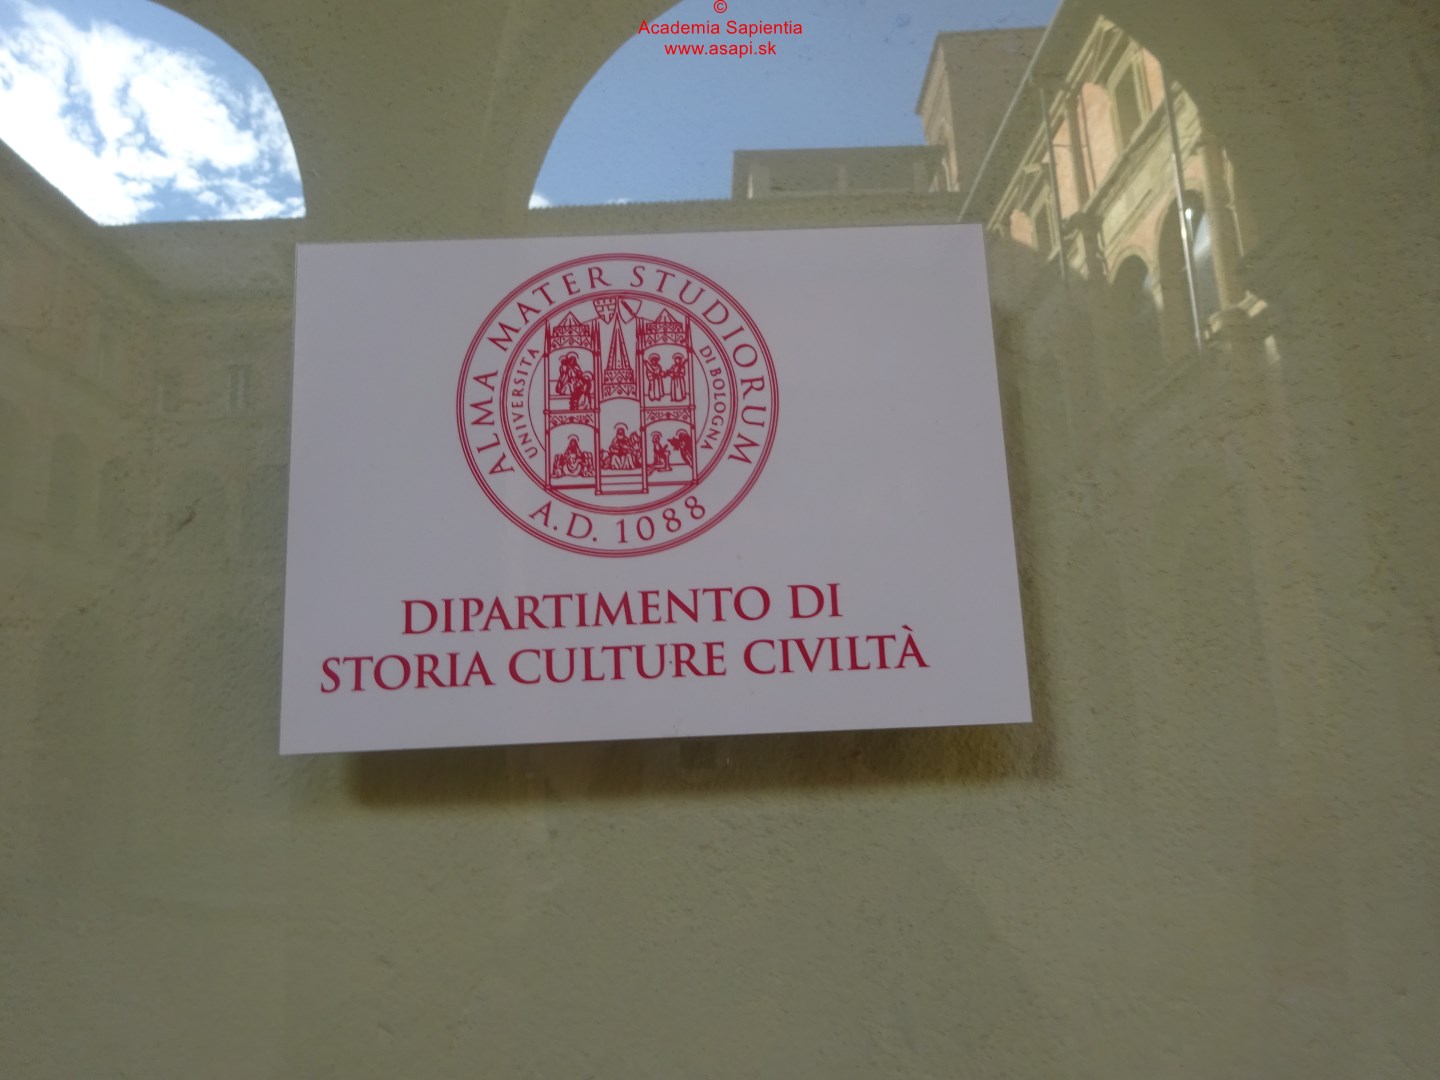 ©
Academia Sapientia
www.asapi.sk
ALMA MATER STUDIORUM
UNIVERSITÀ DI BOLOGNA
A.D. 1088
DIPARTIMENTO DI
STORIA CULTURE CIVILTÀ